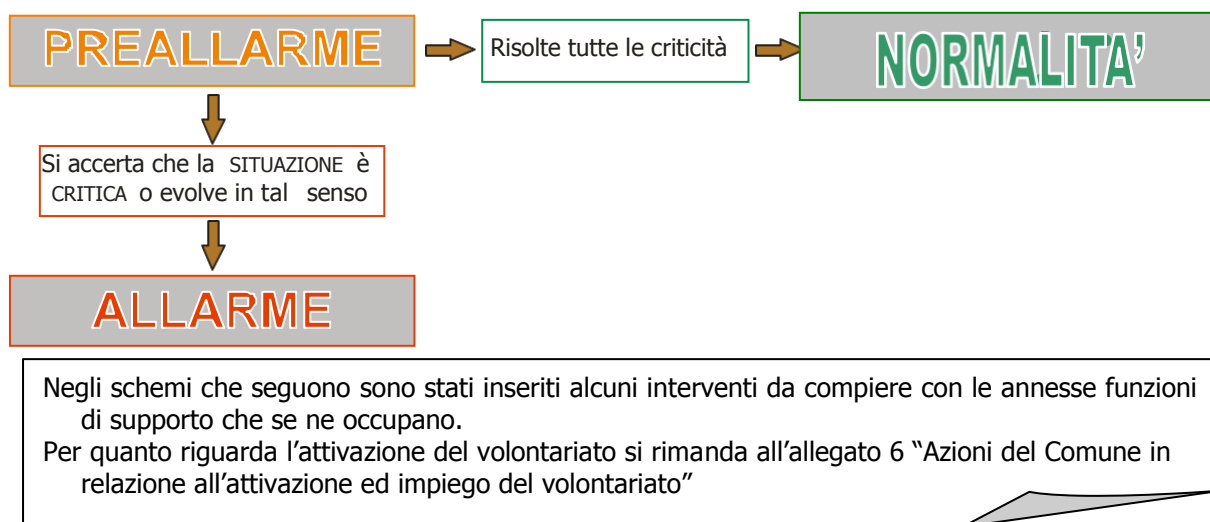 PREALLARME
Risolte tutte le criticità
NORMALITA’
Si accerta che la SITUAZIONE è
CRITICA o evolve in tal senso
ALLARME
Negli schemi che seguono sono stati inseriti alcuni interventi da compiere con le annesse funzioni
di supporto che se ne occupano.
Per quanto riguarda l’attivazione del volontariato si rimanda all’allegato 6 “Azioni del Comune in
relazione all’attivazione ed impiego del volontariato”